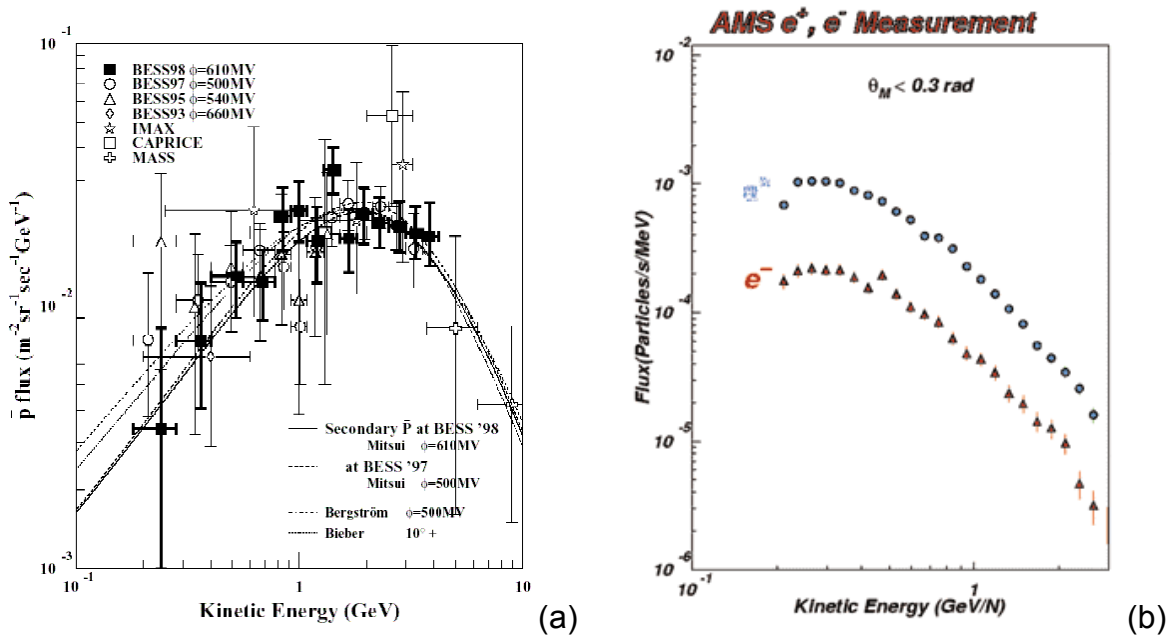 10⁻¹
BESS98 φ=610MV
BESS97 φ=500MV
BESS95 φ=540MV
BESS93 φ=660MV
IMAX
CAPRICE
MASS
p̄ flux (m⁻²sr⁻¹sec⁻¹GeV⁻¹)
10⁻²
Secondary P̄ at BESS '98
Mitsui φ=610MV
at BESS '97
Mitsui φ=500MV
Bergström φ=500MV
Bieber 10° +
10⁻³
10⁻¹ 1 10
Kinetic Energy (GeV)
(a)
AMS e⁺, e⁻ Measurement
10⁻²
θ_M < 0.3 rad
10⁻³
e⁻
10⁻⁴
Flux(Particles/s/MeV)
10⁻⁵
10⁻⁶
10⁻¹ 1
Kinetic Energy (GeV/N)
(b)